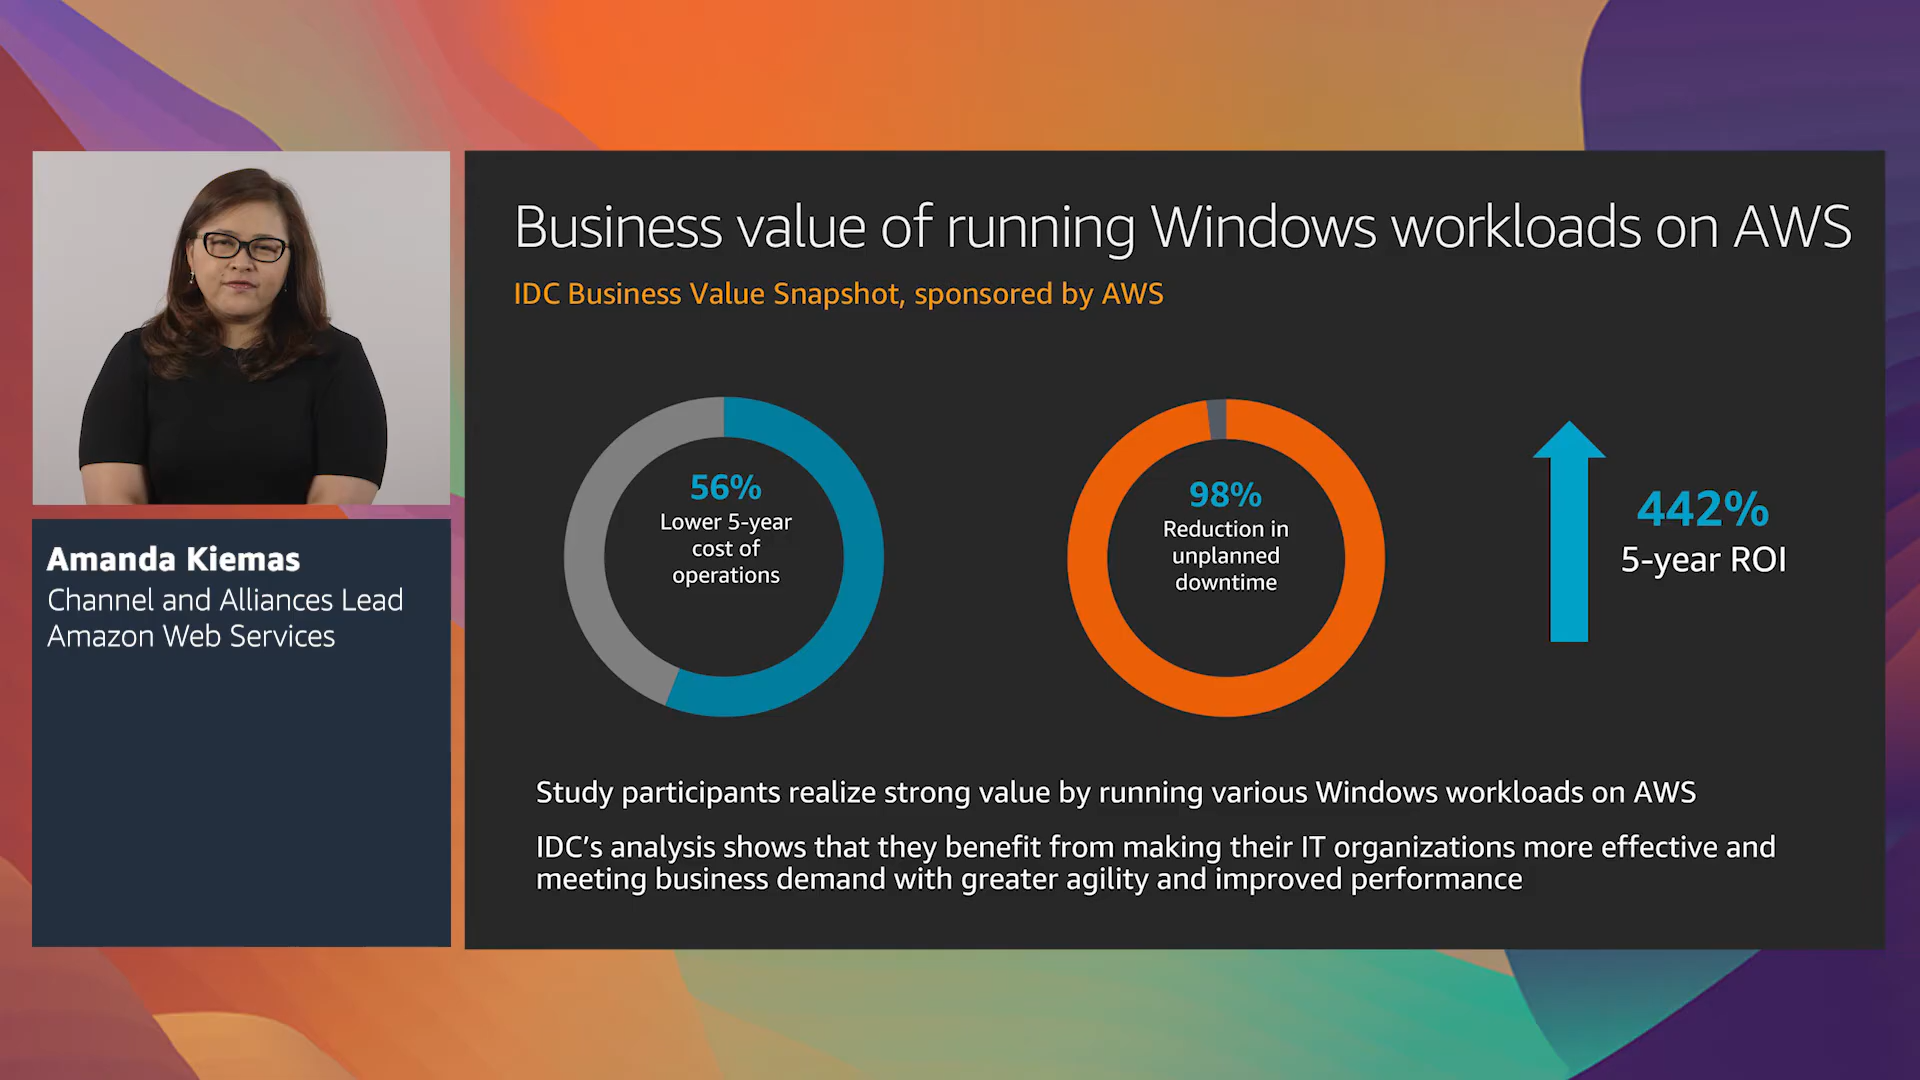 Business value of running Windows workloads on AWS
IDC Business Value Snapshot, sponsored by AWS
56%
Lower 5-year
cost of
operations
98%
Reduction in
unplanned
downtime
442%
5-year ROI
Study participants realize strong value by running various Windows workloads on AWS
IDC’s analysis shows that they benefit from making their IT organizations more effective and
meeting business demand with greater agility and improved performance
Amanda Kiemas
Channel and Alliances Lead
Amazon Web Services